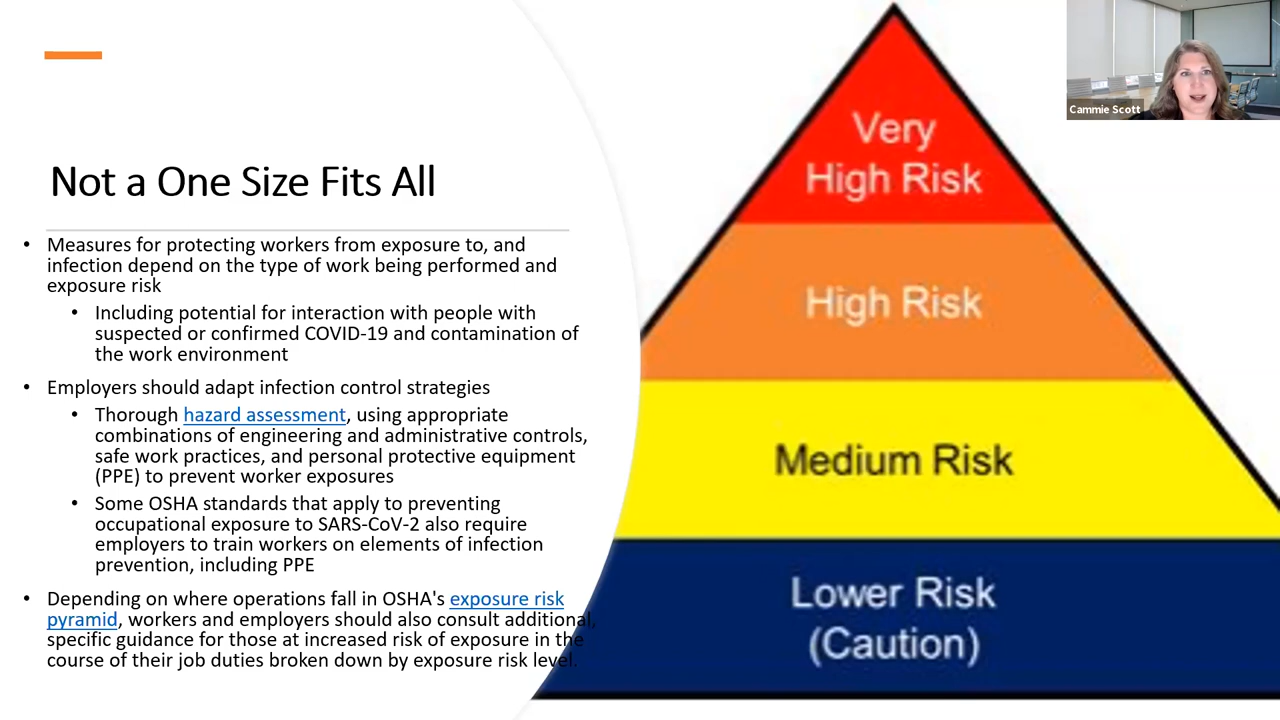 Not a One Size Fits All
• Measures for protecting workers from exposure to, and
infection depend on the type of work being performed and
exposure risk
• Including potential for interaction with people with
suspected or confirmed COVID-19 and contamination of
the work environment
• Employers should adapt infection control strategies
• Thorough hazard assessment, using appropriate
combinations of engineering and administrative controls,
safe work practices, and personal protective equipment
(PPE) to prevent worker exposures
• Some OSHA standards that apply to preventing
occupational exposure to SARS-CoV-2 also require
employers to train workers on elements of infection
prevention, including PPE
• Depending on where operations fall in OSHA's exposure risk
pyramid, workers and employers should also consult additional,
specific guidance for those at increased risk of exposure in the
course of their job duties broken down by exposure risk level.
Very
High Risk
High Risk
Medium Risk
Lower Risk
(Caution)
Cammie Scott